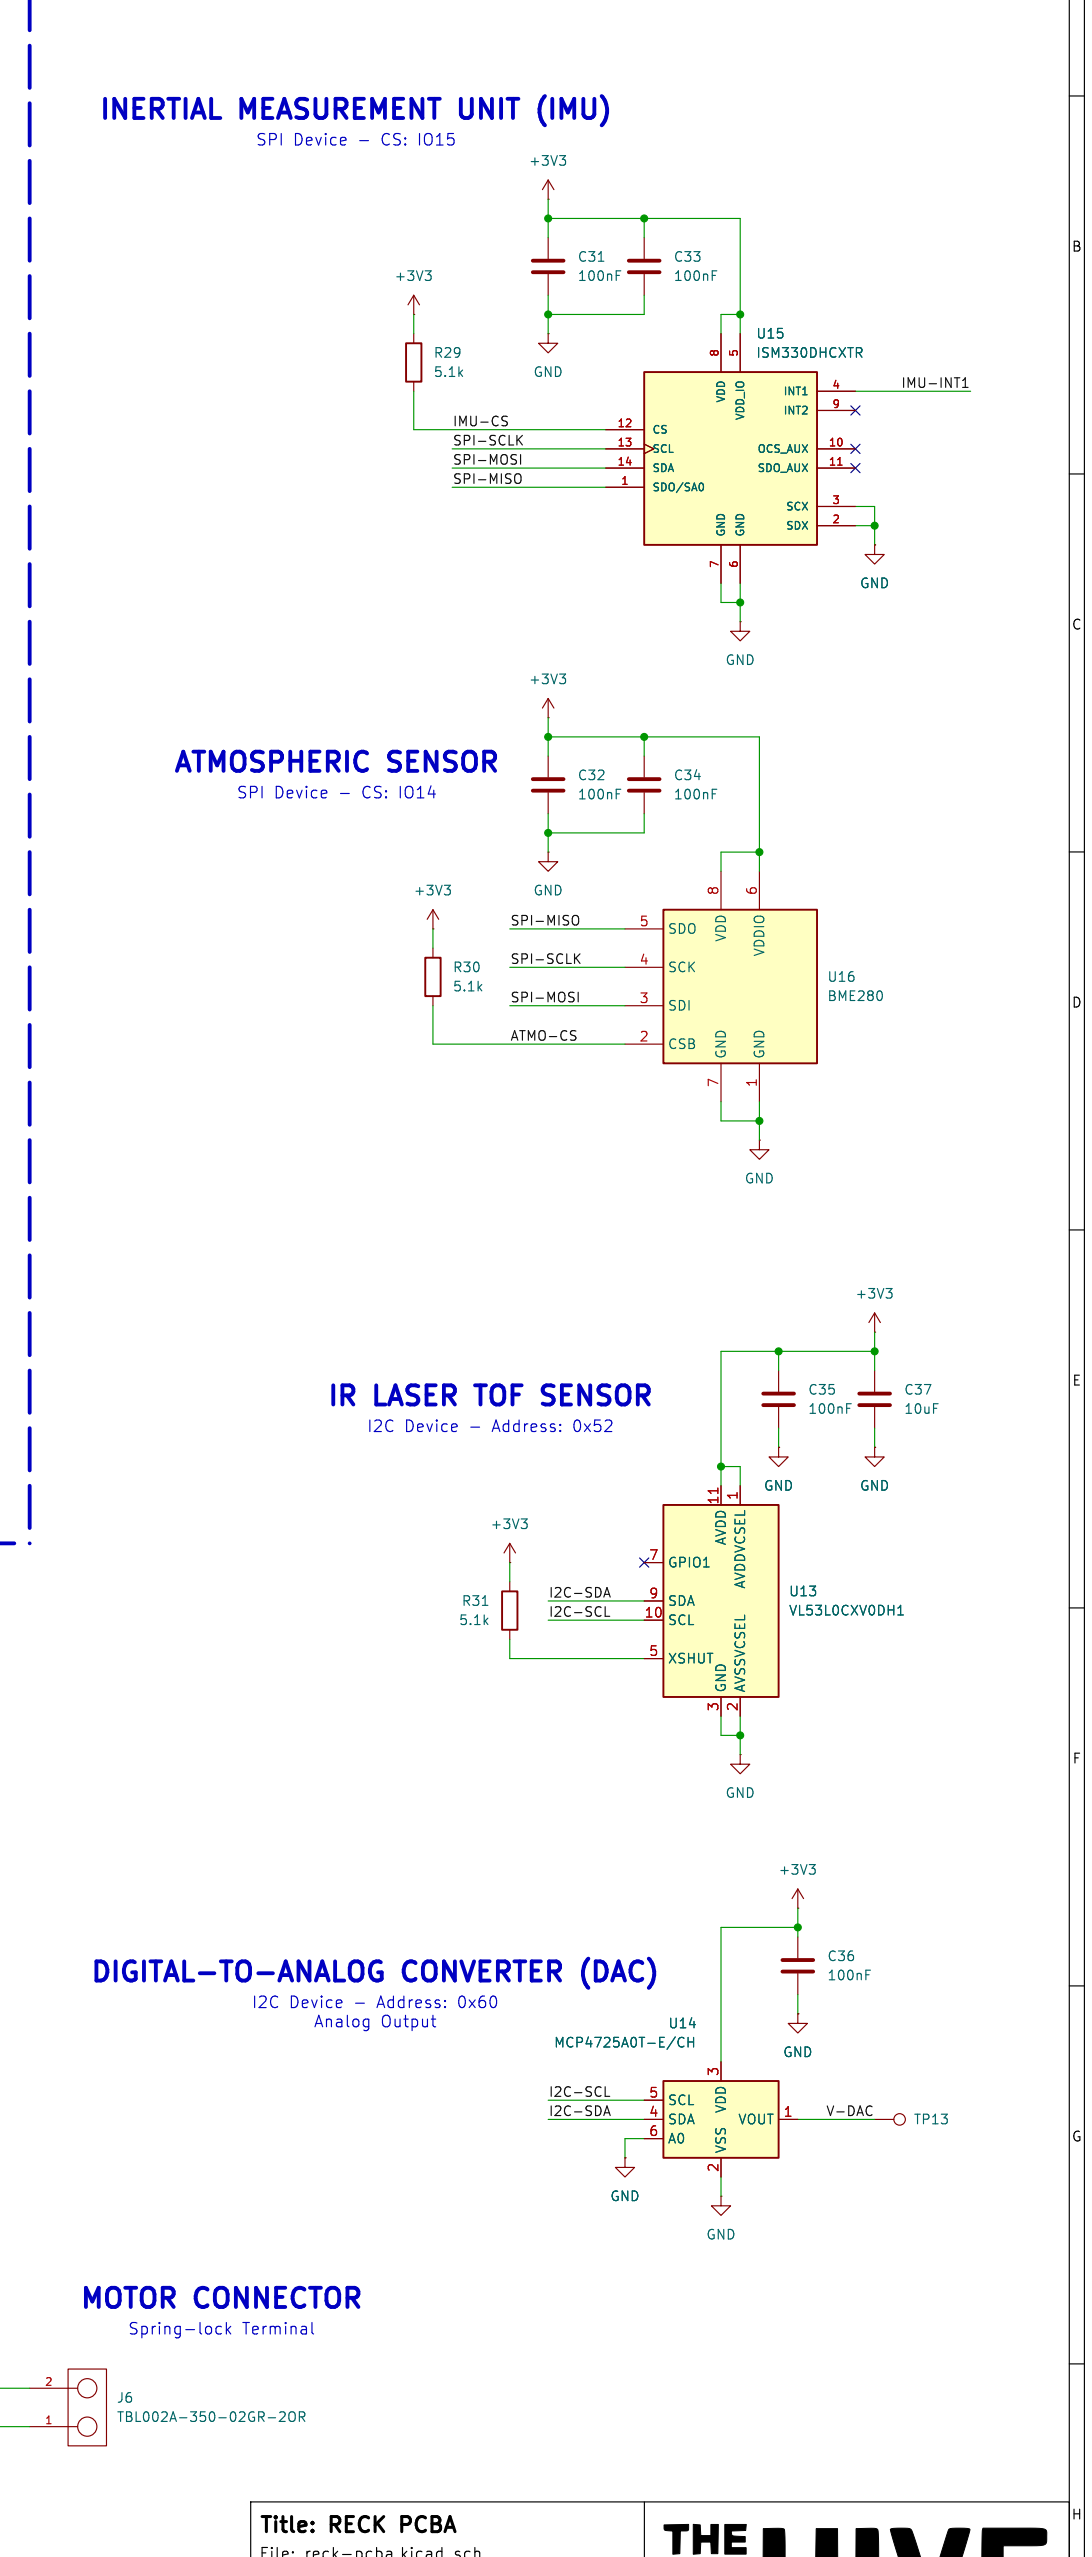 INERTIAL MEASUREMENT UNIT (IMU)
SPI Device - CS: IO15
+3V3
C31
100nF
C33
100nF
+3V3
R29
5.1k
GND
U15
ISM330DHCXTR
8
5
VDD
VDD_IO
INT1
4
IMU-INT1
INT2
9
IMU-CS
12
CS
SPI-SCLK
13
SCL
OCS_AUX
10
SPI-MOSI
14
SDA
SDO_AUX
11
SPI-MISO
1
SDO/SA0
SCX
3
SDX
2
GND
GND
7
6
GND
GND
B
C
+3V3
ATMOSPHERIC SENSOR
SPI Device - CS: IO14
C32
100nF
C34
100nF
GND
+3V3
R30
5.1k
8
6
VDD
VDDIO
SPI-MISO
5
SDO
SPI-SCLK
4
SCK
SPI-MOSI
3
SDI
ATMO-CS
2
CSB
GND
GND
7
1
U16
BME280
GND
D
+3V3
IR LASER TOF SENSOR
I2C Device - Address: 0x52
C35
100nF
C37
10uF
GND
GND
E
+3V3
R31
5.1k
11
1
AVDD
AVDDVCSEL
7
GPIO1
I2C-SDA
9
SDA
I2C-SCL
10
SCL
5
XSHUT
GND
AVSSVCSEL
3
2
U13
VL53L0CXV0DH1
GND
F
+3V3
DIGITAL-TO-ANALOG CONVERTER (DAC)
I2C Device - Address: 0x60
Analog Output
C36
100nF
GND
U14
MCP4725A0T-E/CH
3
VDD
I2C-SCL
5
SCL
I2C-SDA
4
SDA
6
A0
VOUT
1
V-DAC
TP13
VSS
2
GND
GND
G
MOTOR CONNECTOR
Spring-lock Terminal
2
1
J6
TBL002A-350-02GR-2OR
H
Title: RECK PCBA
File: reck-pcba.kicad_sch
THE
HIVE